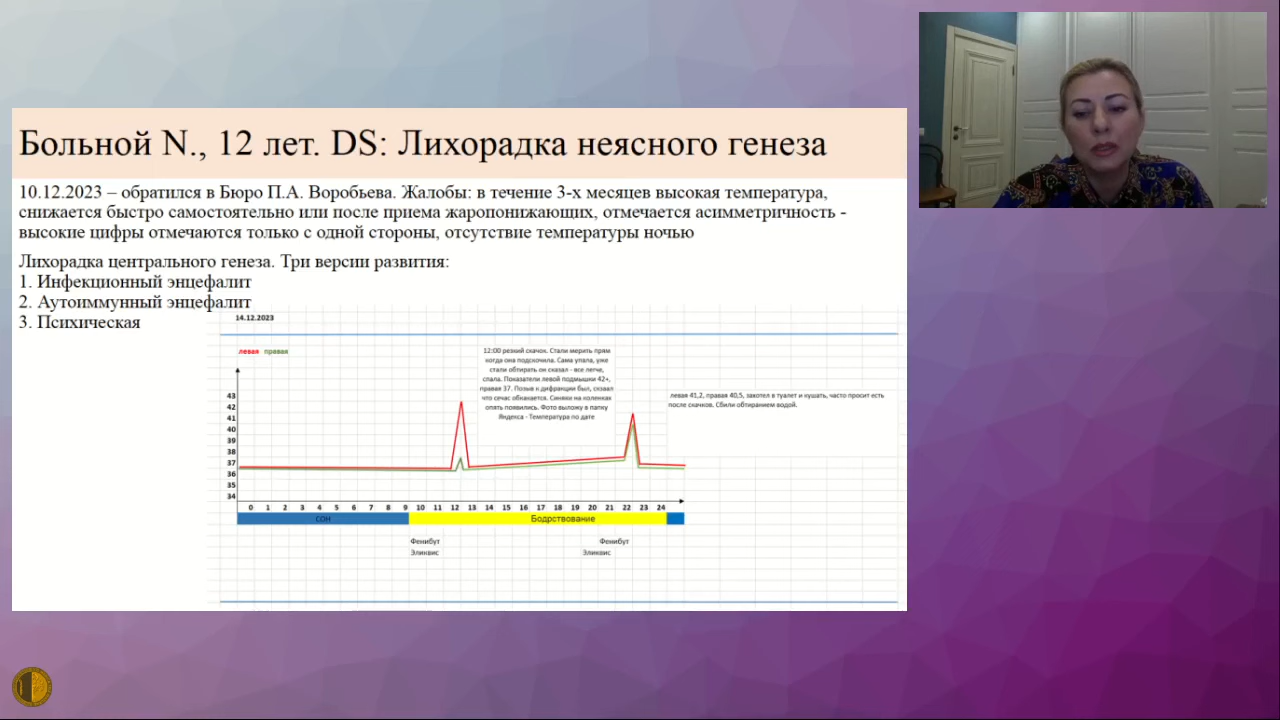 Больной N., 12 лет. DS: Лихорадка неясного генеза
10.12.2023 – обратился в Бюро П.А. Воробьева. Жалобы: в течение 3-х месяцев высокая температура,
снижается быстро самостоятельно или после приема жаропонижающих, отмечается асимметричность -
высокие цифры отмечаются только с одной стороны, отсутствие температуры ночью
Лихорадка центрального генеза. Три версии развития:
1. Инфекционный энцефалит
2. Аутоиммунный энцефалит
3. Психическая
14.12.2023
левая правая
12:00 резкий скачок. Стали мерить прям
когда она подскочила. Сама упала, уже
стали обтирать он сказал - все легче,
спала. Показатели левой подмышки 42+,
правая 37. Позыв к дифракции был, сказал
что сечас обкакается. Синяки на коленках
опять появились. Фото выложу в папку
Яндекса - Температура по дате
левая 41,2, правая 40,5, захотел в туалет и кушать, часто просит есть
после скачков. Сбили обтиранием водой.
43
42
41
40
39
38
37
36
35
34
0 1 2 3 4 5 6 7 8 9 10 11 12 13 14 15 16 17 18 19 20 21 22 23 24
сон Бодрствование
Фенибут Фенибут
Эликвис Эликвис